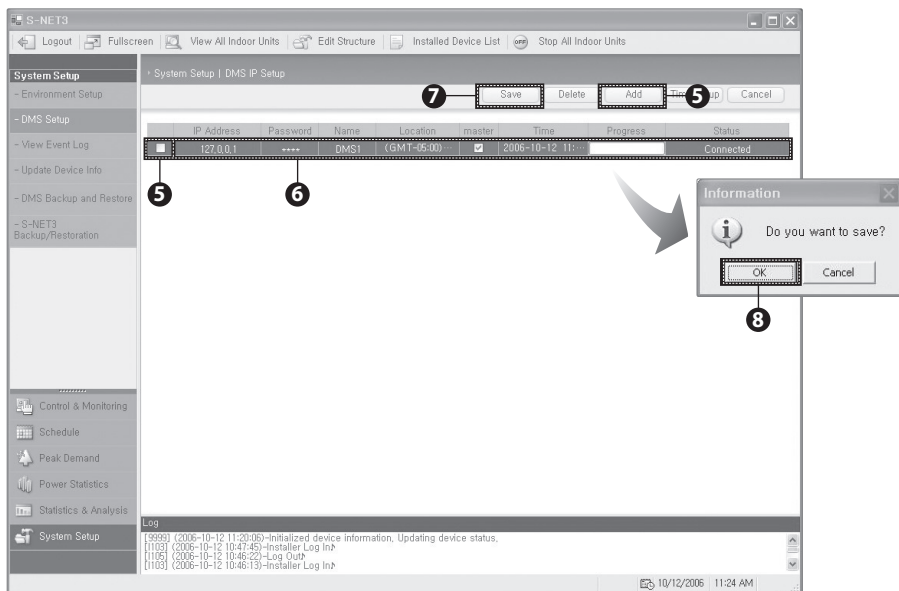 S-NET3
Logout Fullscreen View All Indoor Units Edit Structure Installed Device List OFF Stop All Indoor Units
System Setup
- Environment Setup
- DMS Setup
- View Event Log
- Update Device Info
- DMS Backup and Restore
- S-NET3
Backup/Restoration
System Setup | DMS IP Setup
7 Save Delete Add 5 Cancel
IP Address Password Name Location master Time Progress Status
127.0.0.1 **** DMS1 (GMT-05:00)... 2006-10-12 11:... Connected
5 6
Information
i Do you want to save?
OK Cancel
8
Control & Monitoring
Schedule
Peak Demand
Power Statistics
Statistics & Analysis
System Setup
Log
[9999] (2006-10-12 11:20:06)-Initialized device information, Updating device status,
[1103] (2006-10-12 10:47:45)-Installer Log In
[1105] (2006-10-12 10:46:22)-Log Out
[1103] (2006-10-12 10:46:13)-Installer Log In
10/12/2006 11:24 AM